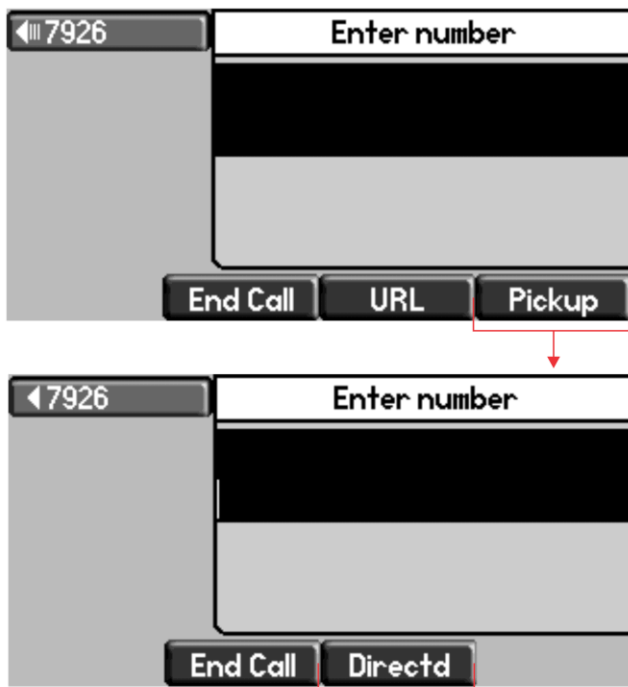 7926
Enter number
End Call URL Pickup
7926
Enter number
End Call Directd